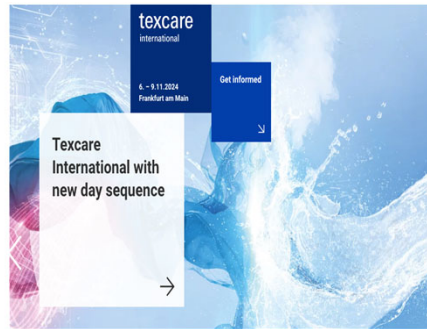 texcare
international
6. – 9.11.2024
Frankfurt am Main
Get informed
Texcare
International with
new day sequence